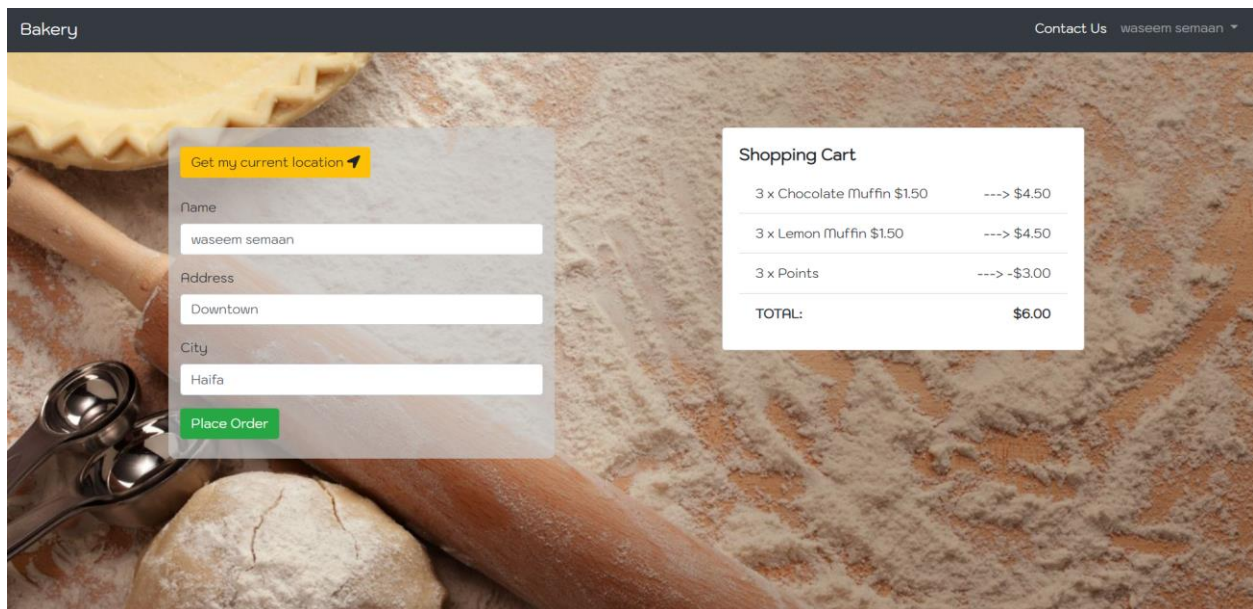 Bakery
Contact Us waseem semaan
Get my current location
Name
waseem semaan
Address
Downtown
City
Haifa
Place Order
Shopping Cart
3 x Chocolate Muffin $1.50 ---> $4.50
3 x Lemon Muffin $1.50 ---> $4.50
3 x Points ---> -$3.00
TOTAL: $6.00